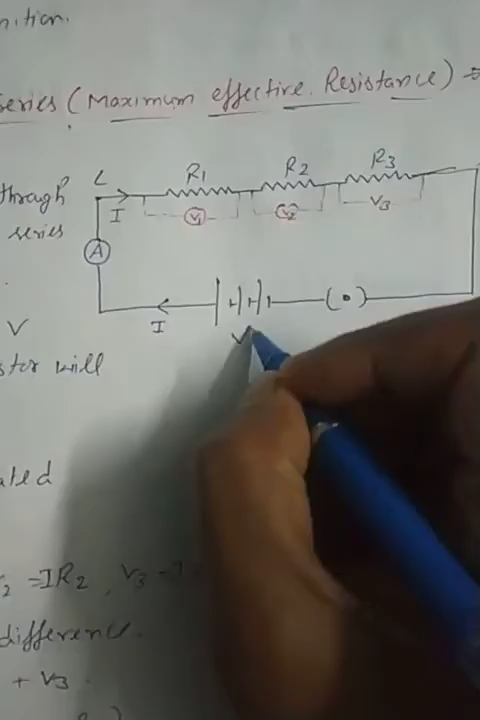 nition.
Series (Maximum effective Resistance) ⇒
R1 R2 R3
through L
I V1 V2 V3
series
A
V I V
stor will
ated
2 = IR2, V3 =
difference.
+ V3.